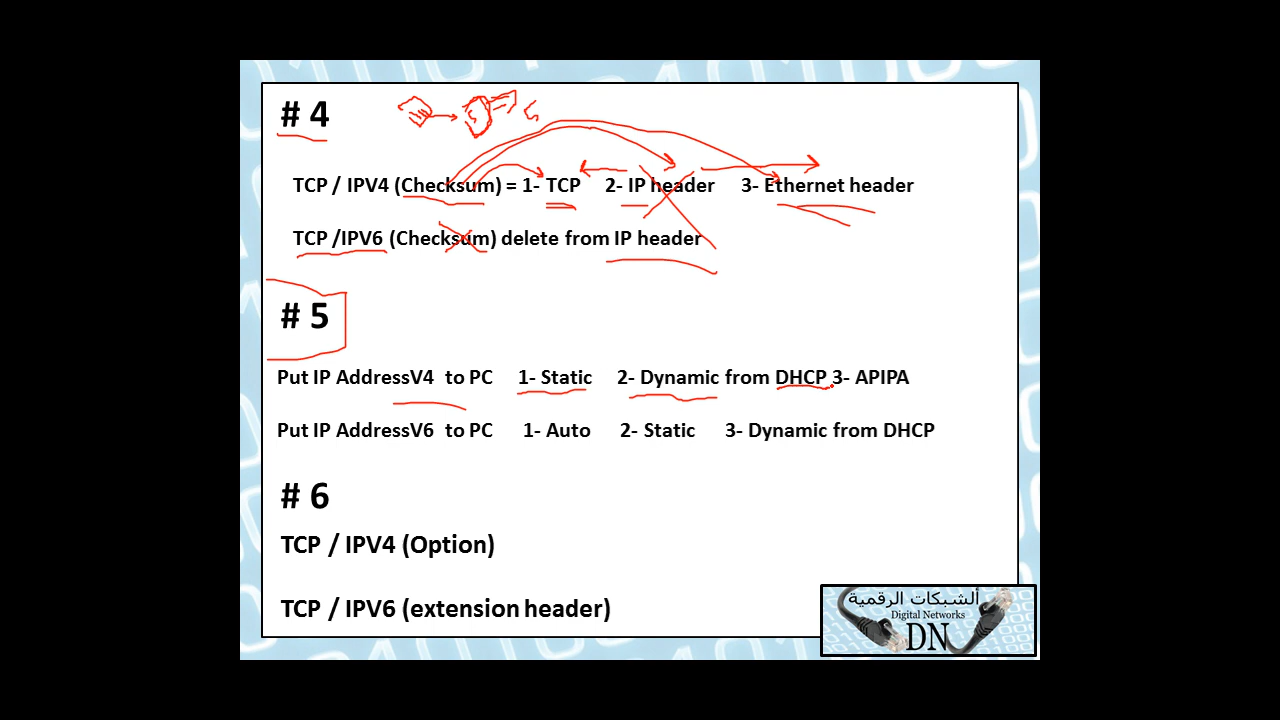 # 4
TCP / IPV4 (Checksum) = 1- TCP 2- IP header 3- Ethernet header
TCP /IPV6 (Checksum) delete from IP header
# 5
Put IP AddressV4 to PC 1- Static 2- Dynamic from DHCP 3- APIPA
Put IP AddressV6 to PC 1- Auto 2- Static 3- Dynamic from DHCP
# 6
TCP / IPV4 (Option)
TCP / IPV6 (extension header)
ألشبكات الرقمية
Digital Networks
DN